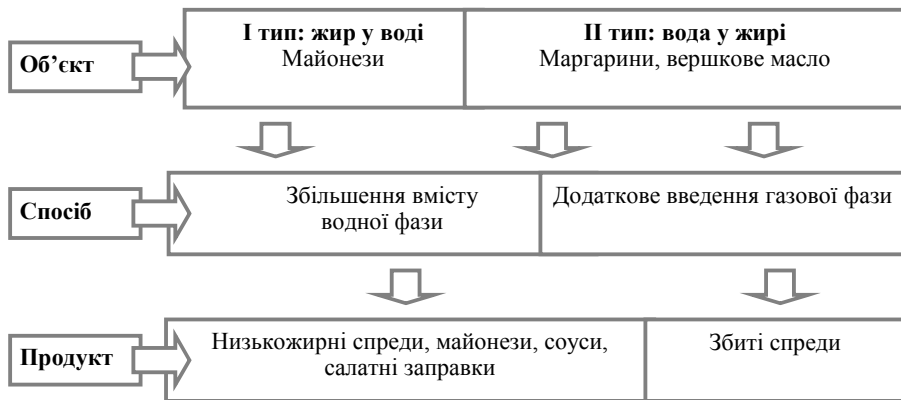 Об’єкт
І тип: жир у воді
Майонези
ІІ тип: вода у жирі
Маргарини, вершкове масло
Спосіб
Збільшення вмісту
водної фази
Додаткове введення газової фази
Продукт
Низькожирні спреди, майонези, соуси,
салатні заправки
Збиті спреди